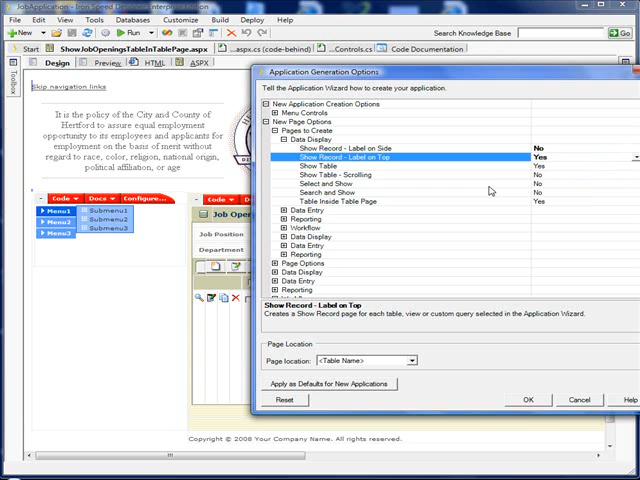 JobApplication - Iron Speed Designer Enterprise Edition
File Edit View Tools Databases Customize Build Deploy Help
New Build Run Search Knowledge Base Go
Start ShowJobOpeningsTableInTablePage.aspx ...aspx.cs (code-behind) ...Controls.cs Code Documentation
Toolbox
Design Preview HTML ASPX
Skip navigation links
It is the policy of the City and County of
Hertford to assure equal employment
opportunity to its employees and applicants for
employment on the basis of merit without
regard to race, color, religion, national origin,
political affiliation, or age
Code Docs Configure...
Menu1 Submenu1
Menu2 Submenu2
Menu3 Submenu3
Code Docs
Job Ope
Job Position
Department
Copyright © 2008 Your Company Name. All rights reserved.
Application Generation Options
Tell the Application Wizard how to create your application.
New Application Creation Options
Menu Controls
New Page Options
Pages to Create
Data Display
Show Record - Label on Side No
Show Record - Label on Top Yes
Show Table Yes
Show Table - Scrolling No
Select and Show No
Search and Show No
Table Inside Table Page Yes
Data Entry
Reporting
Workflow
Data Display
Data Entry
Reporting
Page Options
Data Display
Data Entry
Reporting
Show Record - Label on Top
Creates a Show Record page for each table, view or custom query selected in the Application Wizard.
Page Location
Page location: <Table Name>
Apply as Defaults for New Applications
Reset OK Cancel Help